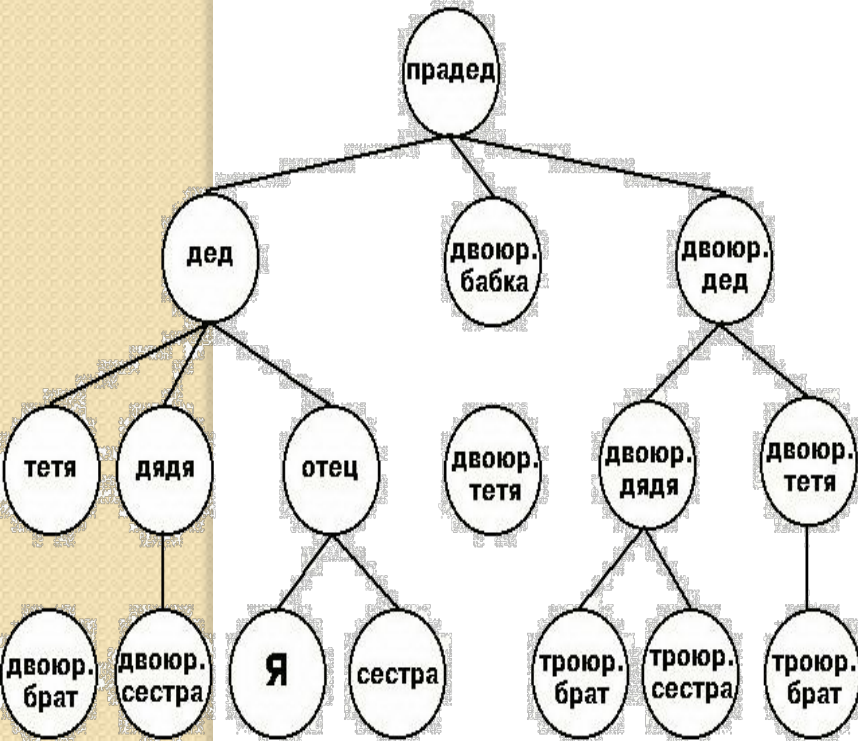 прадед
дед
двоюр.
бабка
двоюр.
дед
тетя
дядя
отец
двоюр.
тетя
двоюр.
дядя
двоюр.
тетя
двоюр.
брат
двоюр.
сестра
Я
сестра
троюр.
брат
троюр.
сестра
троюр.
брат